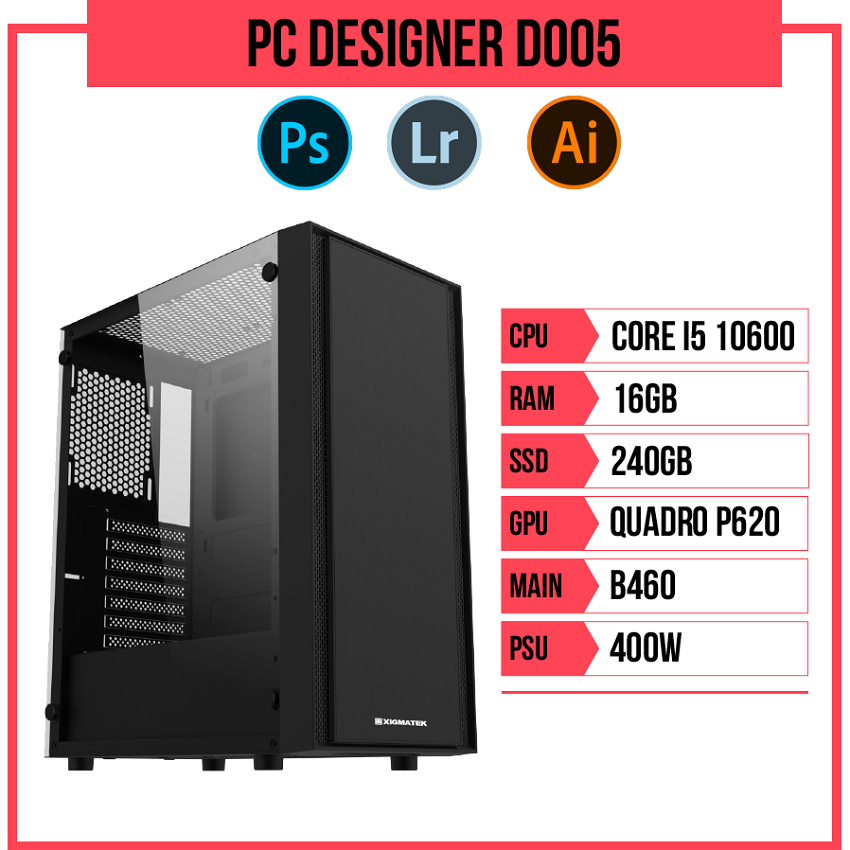 PC DESIGNER D005
Ps Lr Ai
CPU CORE I5 10600
RAM 16GB
SSD 240GB
GPU QUADRO P620
MAIN B460
PSU 400W
XIGMATEK